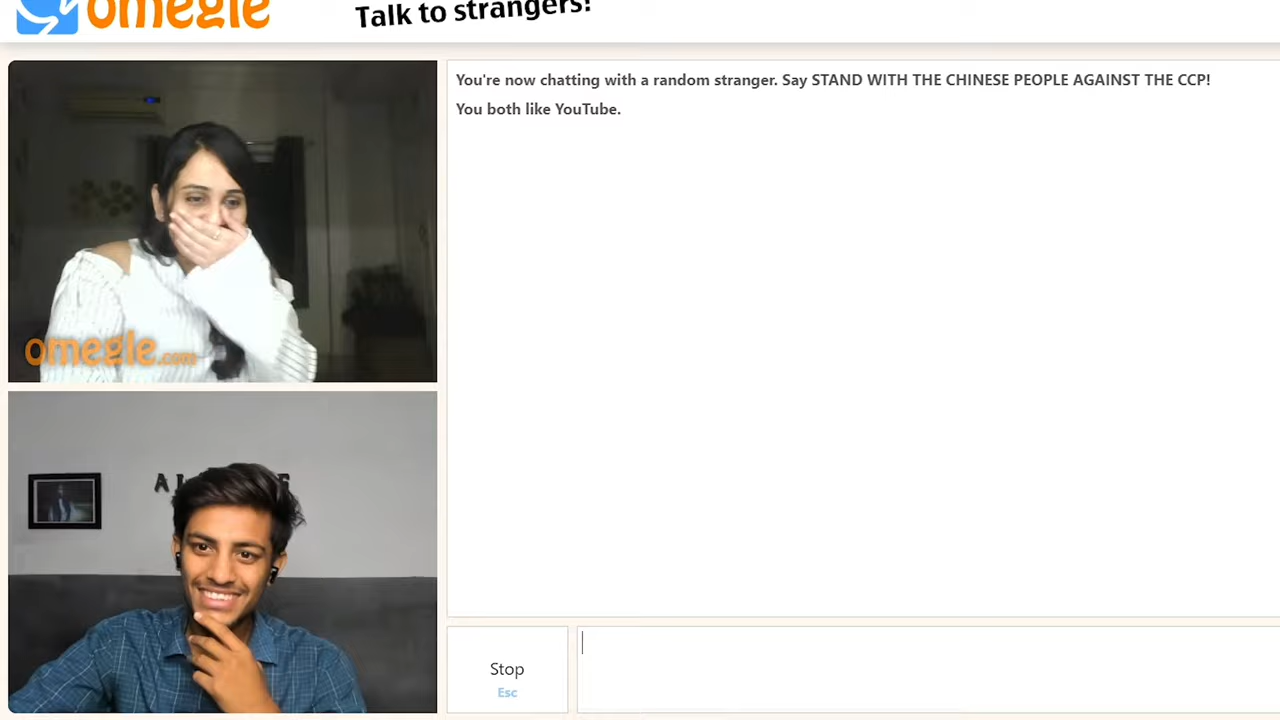 omegle
Talk to strangers!
You're now chatting with a random stranger. Say STAND WITH THE CHINESE PEOPLE AGAINST THE CCP!
You both like YouTube.
omegle.com
Stop
Esc